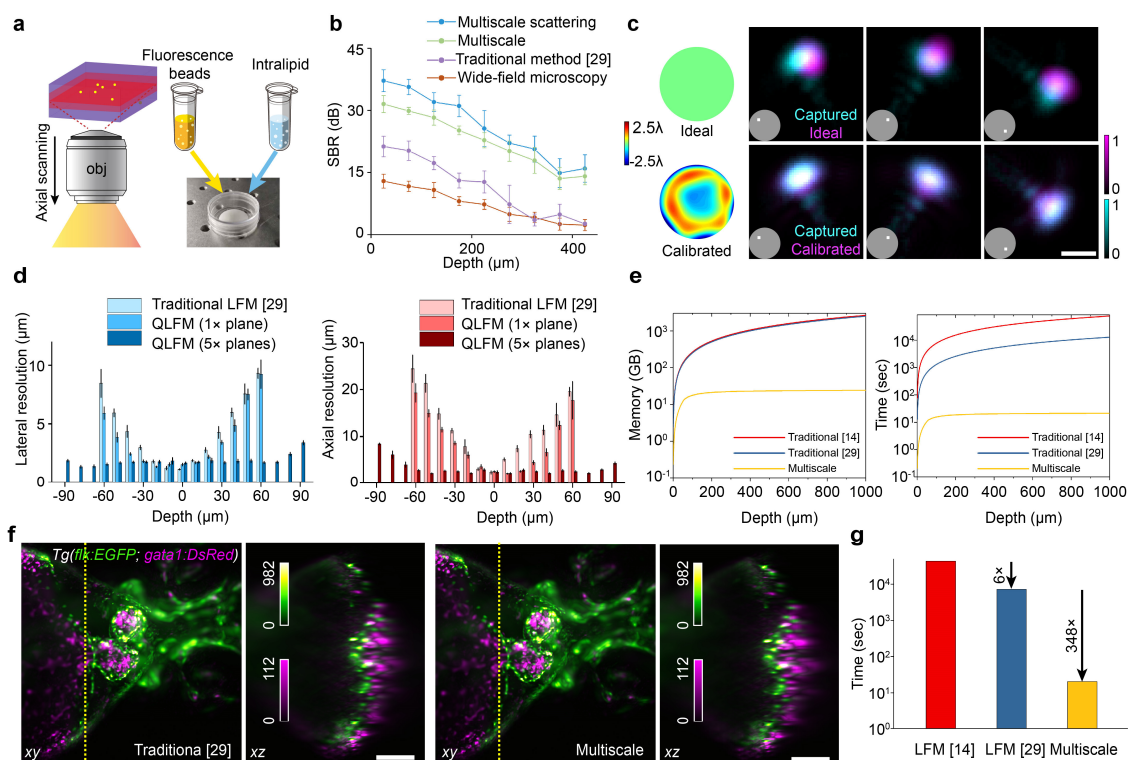 a
Fluorescence
beads
Intralipid
Axial scanning
obj
b
Multiscale scattering
Multiscale
Traditional method [29]
Wide-field microscopy
SBR (dB)
45
30
15
0
0
200
400
Depth (µm)
c
Ideal
2.5λ
-2.5λ
Calibrated
Captured
Ideal
Captured
Calibrated
1
0
1
0
d
Traditional LFM [29]
QLFM (1× plane)
QLFM (5× planes)
Lateral resolution (µm)
10
5
0
-90 -60 -30 0 30 60 90
Depth (µm)
Traditional LFM [29]
QLFM (1× plane)
QLFM (5× planes)
Axial resolution (µm)
30
20
10
0
-90 -60 -30 0 30 60 90
Depth (µm)
e
Memory (GB)
10³
10²
10¹
10⁰
10⁻¹
Traditional [14]
Traditional [29]
Multiscale
0 200 400 600 800 1000
Depth (µm)
Time (sec)
10⁴
10³
10²
10¹
10⁰
10⁻¹
Traditional [14]
Traditional [29]
Multiscale
0 200 400 600 800 1000
Depth (µm)
f
Tg(flk:EGFP; gata1:DsRed)
xy
Traditiona [29]
982
0
112
0
xz
xy
Multiscale
982
0
112
0
xz
g
Time (sec)
10⁴
10³
10²
10¹
10⁰
6×
348×
LFM [14] LFM [29] Multiscale